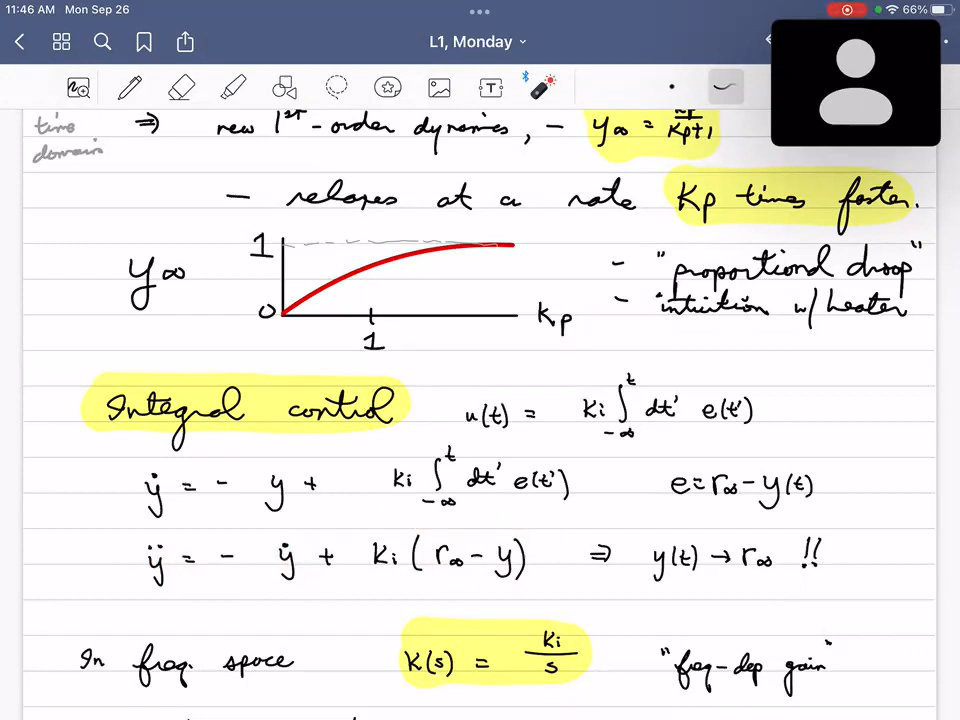 11:46 AM Mon Sep 26 66%
L1, Monday
time domain ⇒ new 1st-order dynamics, – y∞ = Kp+1
– relaxes at a rate Kp times faster.
1
y∞
0 Kp
1
– "proportional droop"
– "intuition w/ heater
Integral control u(t) = Ki ∫_{-∞}^{t} dt' e(t')
ẏ = - y + Ki ∫_{-∞}^{t} dt' e(t') e = r∞ - y(t)
ÿ = - ẏ + Ki ( r∞ - y ) ⇒ y(t) → r∞ !!
In freq. space K(s) = Ki / s "freq-dep gain"